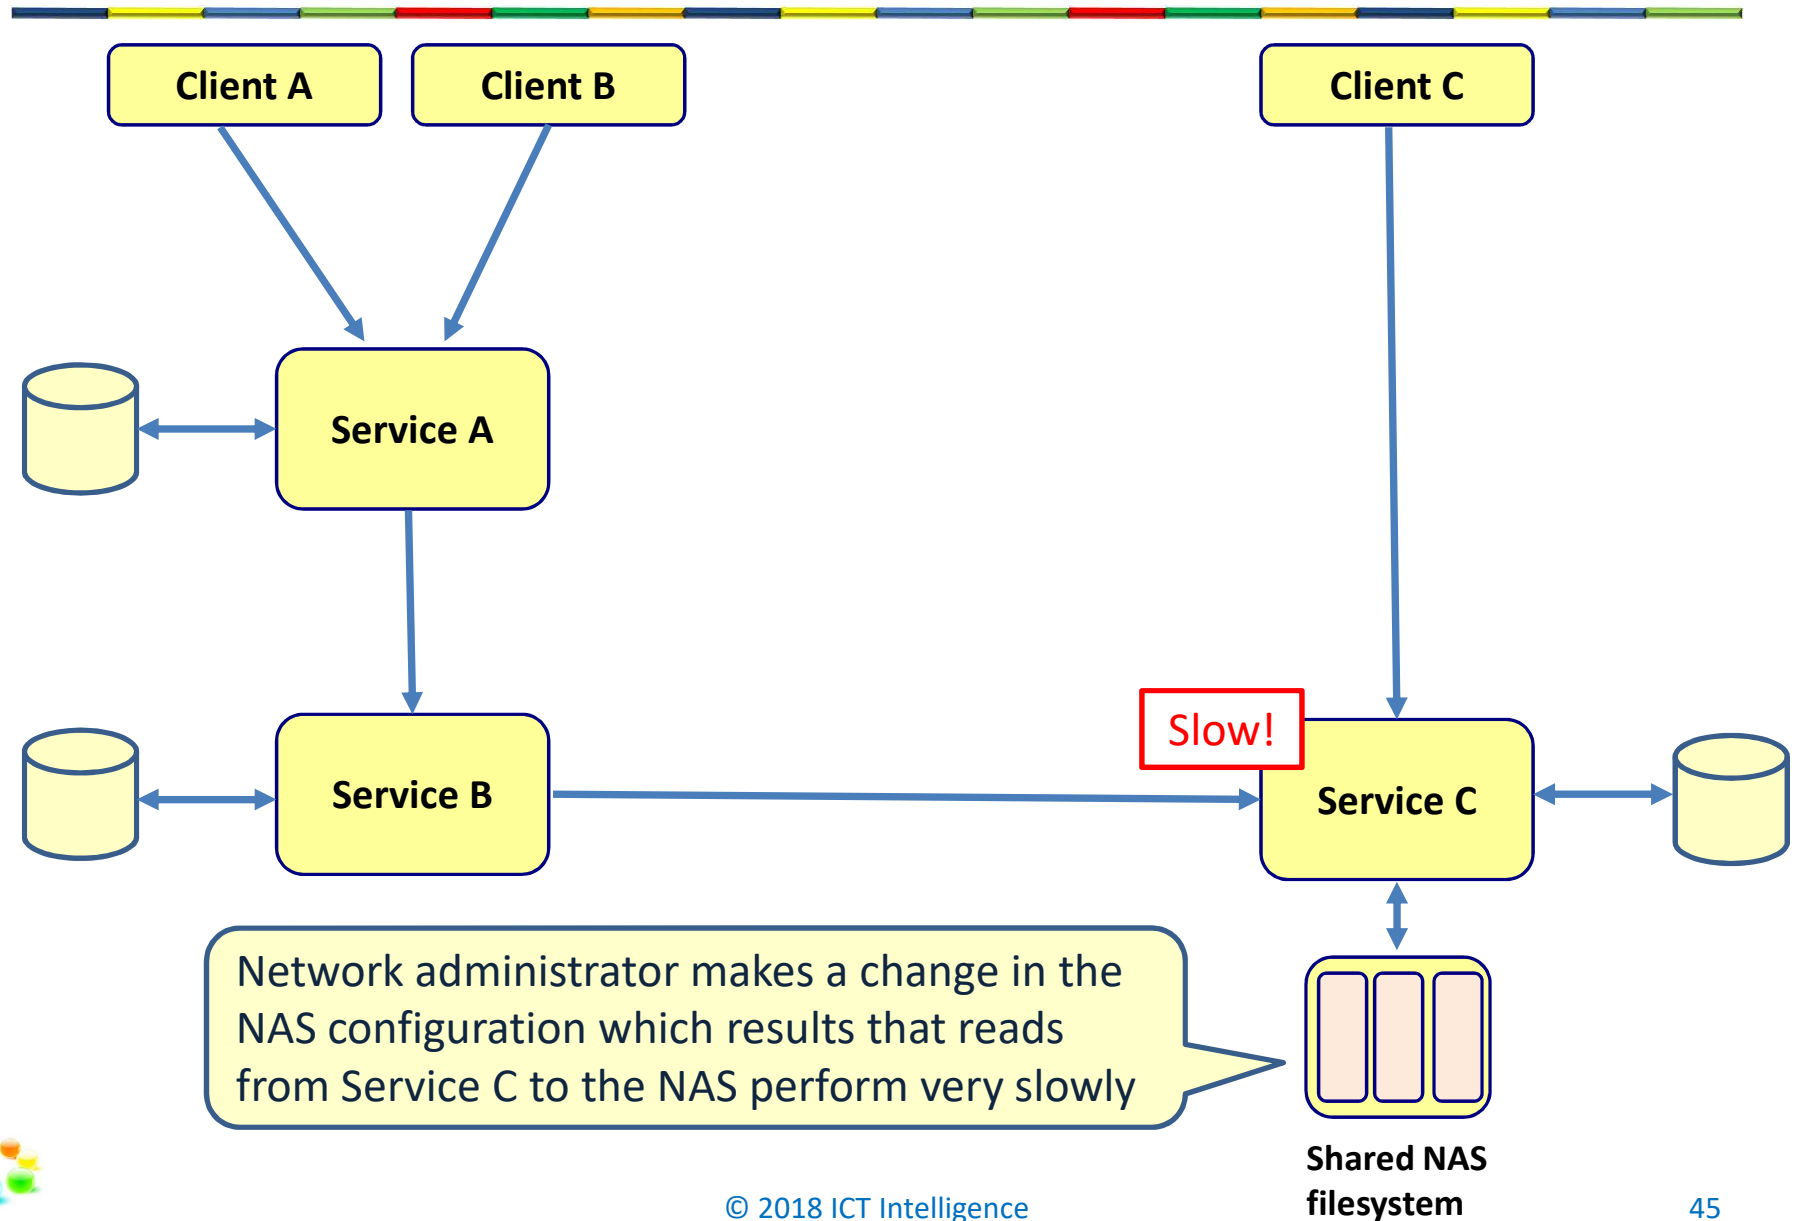 Client A
Client B
Client C
Service A
Slow!
Service B
Service C
Network administrator makes a change in the
NAS configuration which results that reads
from Service C to the NAS perform very slowly
Shared NAS
filesystem
© 2018 ICT Intelligence
45